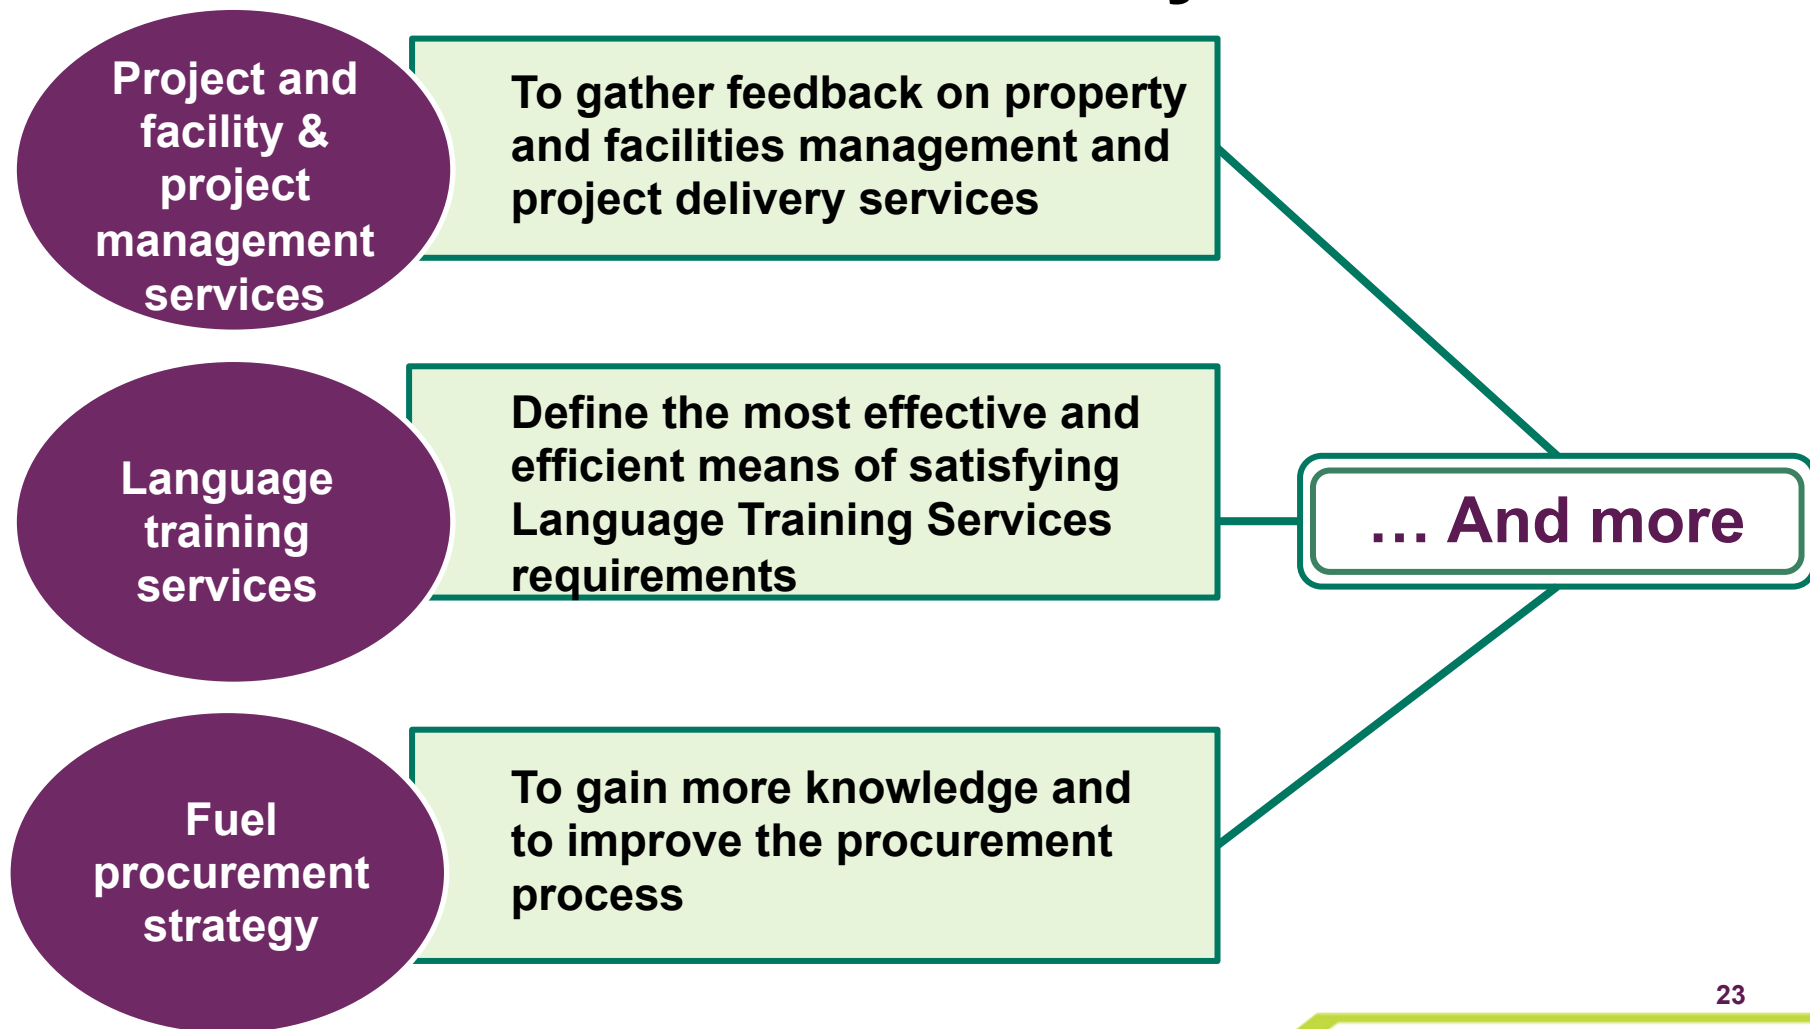 Project and
facility &
project
management
services
To gather feedback on property
and facilities management and
project delivery services
Language
training
services
Define the most effective and
efficient means of satisfying
Language Training Services
requirements
… And more
Fuel
procurement
strategy
To gain more knowledge and
to improve the procurement
process
23